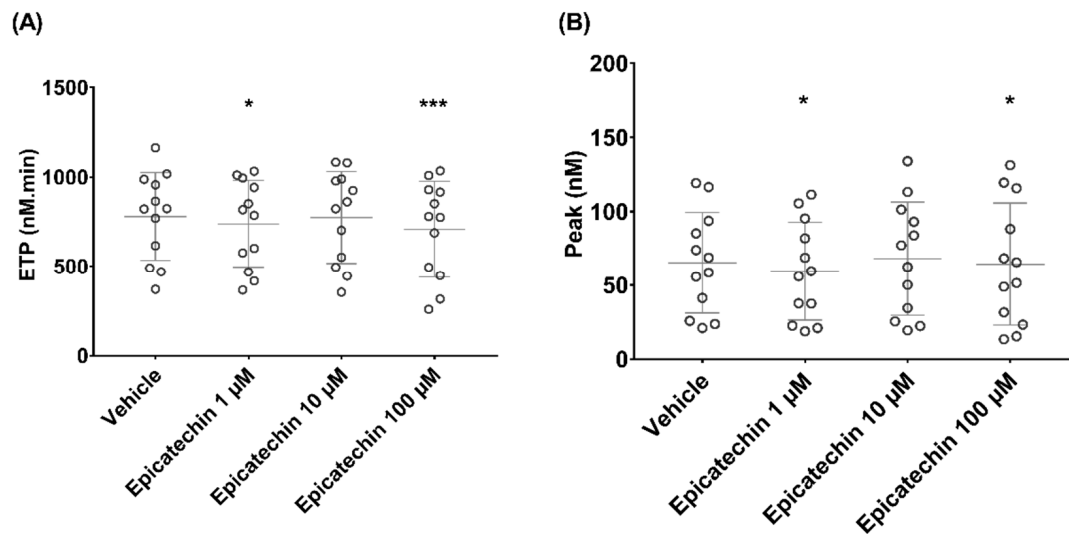 (A)
ETP (nM.min)
1500
1000
500
0
*
***
Vehicle
Epicatechin 1 µM
Epicatechin 10 µM
Epicatechin 100 µM
(B)
Peak (nM)
200
150
100
50
0
*
*
Vehicle
Epicatechin 1 µM
Epicatechin 10 µM
Epicatechin 100 µM